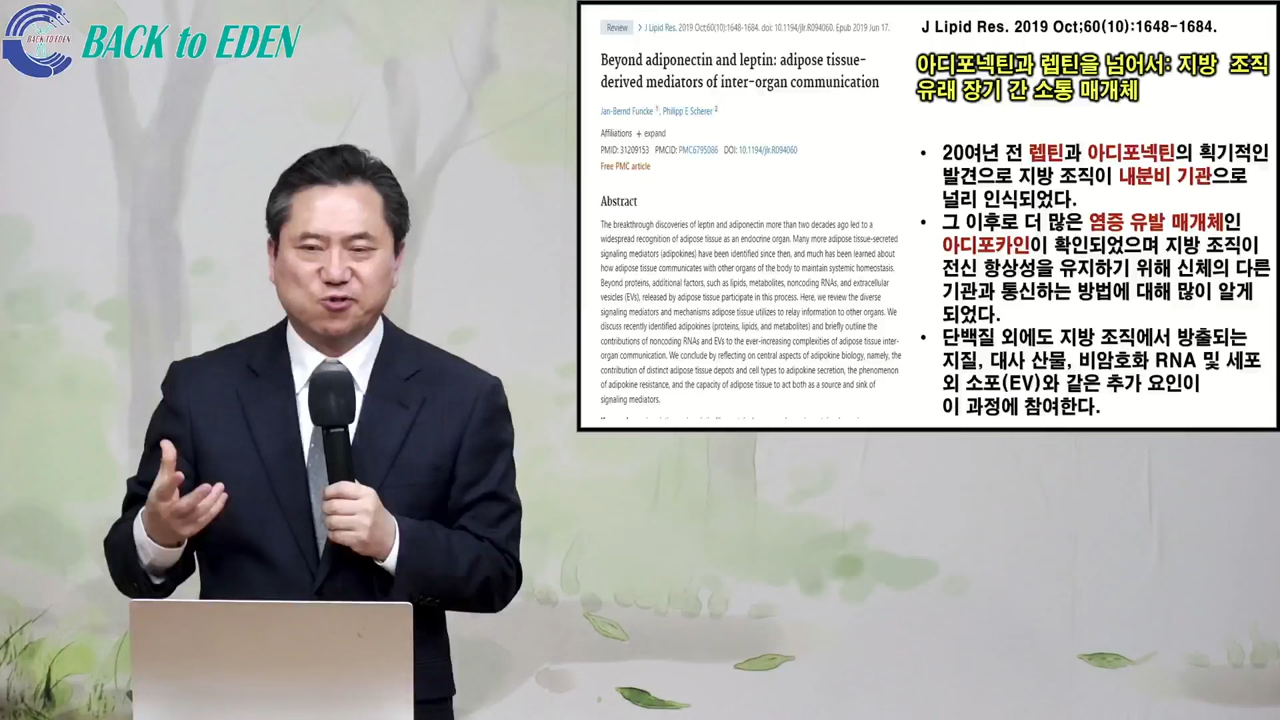 BACK TO EDEN
BACK to EDEN
Review
J Lipid Res. 2019 Oct;60(10):1648-1684. doi: 10.1194/jlr.R094060. Epub 2019 Jun 17.
Beyond adiponectin and leptin: adipose tissue-
derived mediators of inter-organ communication
Jan-Bernd Funcke 1, Philipp E Scherer 2
Affiliations + expand
PMID: 31209153 PMCID: PMC6795086 DOI: 10.1194/jlr.R094060
Free PMC article
Abstract
The breakthrough discoveries of leptin and adiponectin more than two decades ago led to a
widespread recognition of adipose tissue as an endocrine organ. Many more adipose tissue-secreted
signaling mediators (adipokines) have been identified since then, and much has been learned about
how adipose tissue communicates with other organs of the body to maintain systemic homeostasis.
Beyond proteins, additional factors, such as lipids, metabolites, noncoding RNAs, and extracellular
vesicles (EVs), released by adipose tissue participate in this process. Here, we review the diverse
signaling mediators and mechanisms adipose tissue utilizes to relay information to other organs. We
discuss recently identified adipokines (proteins, lipids, and metabolites) and briefly outline the
contributions of noncoding RNAs and EVs to the ever-increasing complexities of adipose tissue inter-
organ communication. We conclude by reflecting on central aspects of adipokine biology, namely, the
contribution of distinct adipose tissue depots and cell types to adipokine secretion, the phenomenon
of adipokine resistance, and the capacity of adipose tissue to act both as a source and sink of
signaling mediators.
J Lipid Res. 2019 Oct;60(10):1648-1684.
아디포넥틴과 렙틴을 넘어서: 지방 조직
유래 장기 간 소통 매개체
• 20여년 전 렙틴과 아디포넥틴의 획기적인
발견으로 지방 조직이 내분비 기관으로
널리 인식되었다.
• 그 이후로 더 많은 염증 유발 매개체인
아디포카인이 확인되었으며 지방 조직이
전신 항상성을 유지하기 위해 신체의 다른
기관과 통신하는 방법에 대해 많이 알게
되었다.
• 단백질 외에도 지방 조직에서 방출되는
지질, 대사 산물, 비암호화 RNA 및 세포
외 소포(EV)와 같은 추가 요인이
이 과정에 참여한다.